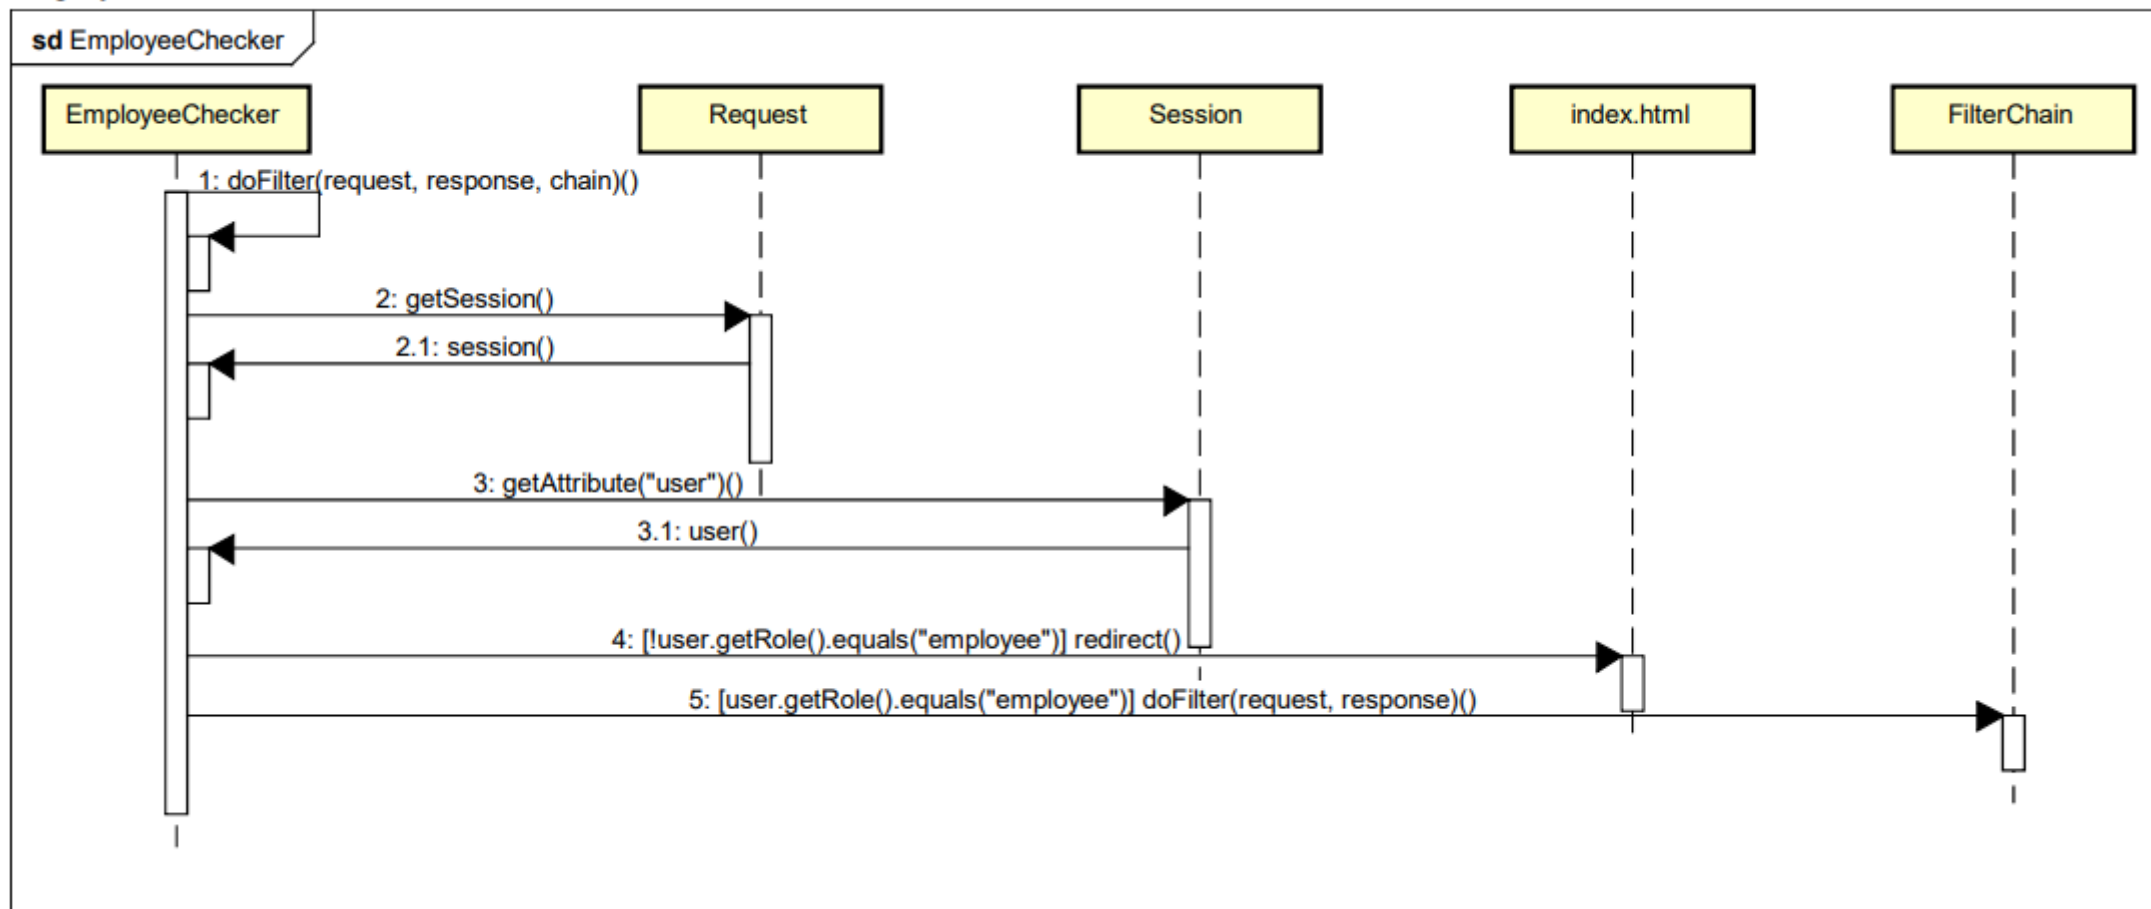 sd EmployeeChecker
EmployeeChecker
Request
Session
index.html
FilterChain
1: doFilter(request, response, chain)()
2: getSession()
2.1: session()
3: getAttribute("user")()
3.1: user()
4: [!user.getRole().equals("employee")] redirect()
5: [user.getRole().equals("employee")] doFilter(request, response)()